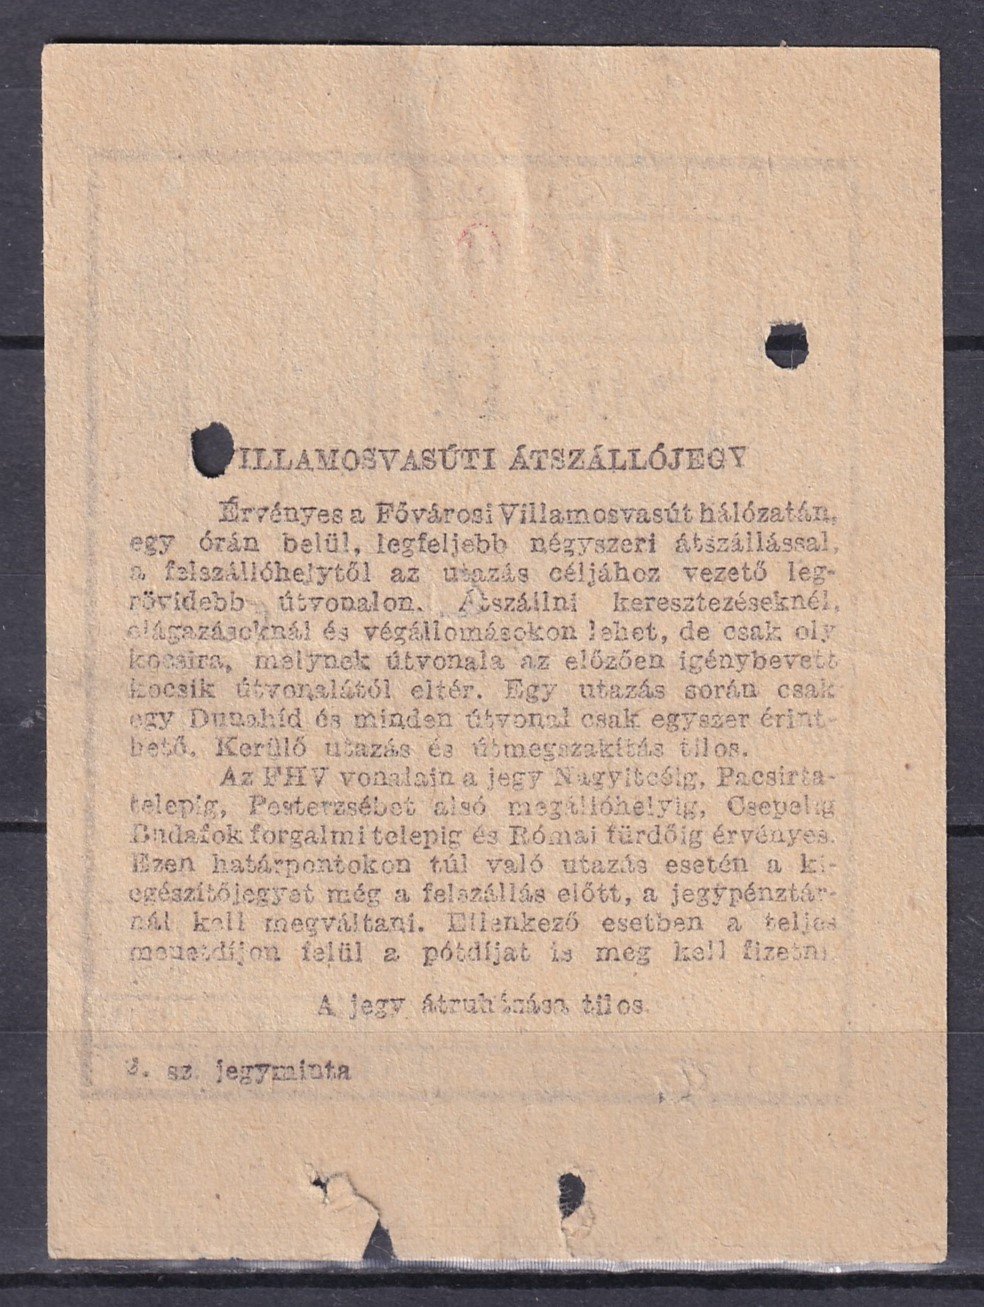 VILLAMOSVASÚTI ÁTSZÁLLÓJEGY
Érvényes a Fővárosi Villamosvasút hálózatán,
egy órán belül, legfeljebb négyszeri átszállással,
a felszállóhelytől az utazás céljához vezető leg-
rövidebb útvonalon. Átszállni keresztezéseknél,
elágazásoknál és végállomásokon lehet, de csak oly
kocsira, melynek útvonala az előzően igénybevett
kocsik útvonalától eltér. Egy utazás során csak
egy Dunahíd és minden útvonal csak egyszer érint-
hető. Kerülő utazás és útmegszakítás tilos.
Az FHV vonalain a jegy Nagyitcéig, Pacsirta-
telepig, Pesterzsébet alsó megállóhelyig, Csepelig
Budafok forgalmi telepig és Római fürdőig érvényes.
Ezen határpontokon túl való utazás esetén a ki-
egészítőjegyet még a felszállás előtt, a jegypénztár-
nál kell megváltani. Ellenkező esetben a teljes
menetdíjon felül a pótdíjat is meg kell fizetni.
A jegy átruházása tilos.
sz. jegyminta